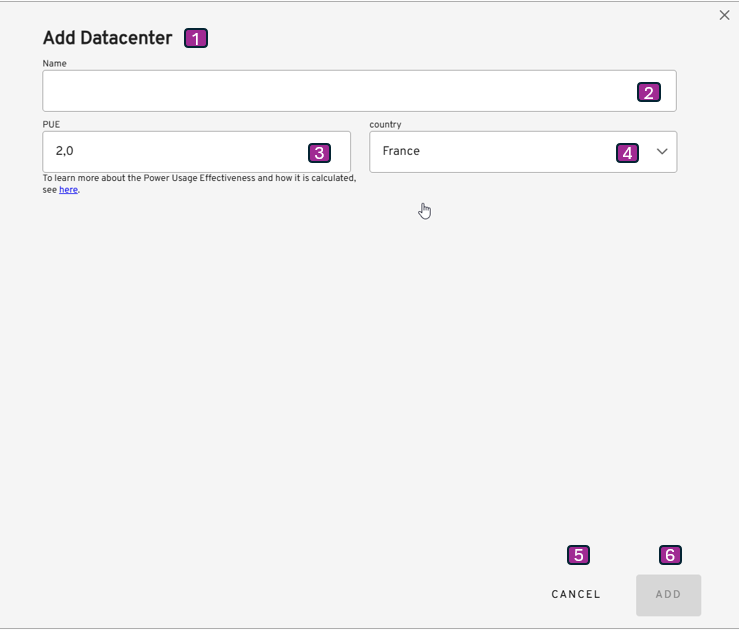 Add Datacenter 1
Name
2
PUE country
2,0 3 France 4
To learn more about the Power Usage Effectiveness and how it is calculated,
see here.
5 6
CANCEL ADD